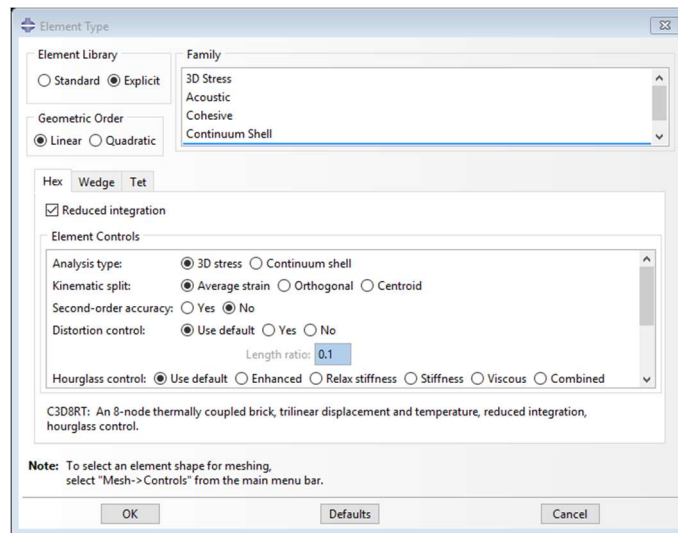 Element Type
Element Library
Standard Explicit
Family
3D Stress
Acoustic
Cohesive
Continuum Shell
Geometric Order
Linear Quadratic
Hex Wedge Tet
Reduced integration
Element Controls
Analysis type: 3D stress Continuum shell
Kinematic split: Average strain Orthogonal Centroid
Second-order accuracy: Yes No
Distortion control: Use default Yes No
Length ratio: 0.1
Hourglass control: Use default Enhanced Relax stiffness Stiffness Viscous Combined
C3D8RT: An 8-node thermally coupled brick, trilinear displacement and temperature, reduced integration,
hourglass control.
Note: To select an element shape for meshing,
select "Mesh->Controls" from the main menu bar.
OK Defaults Cancel